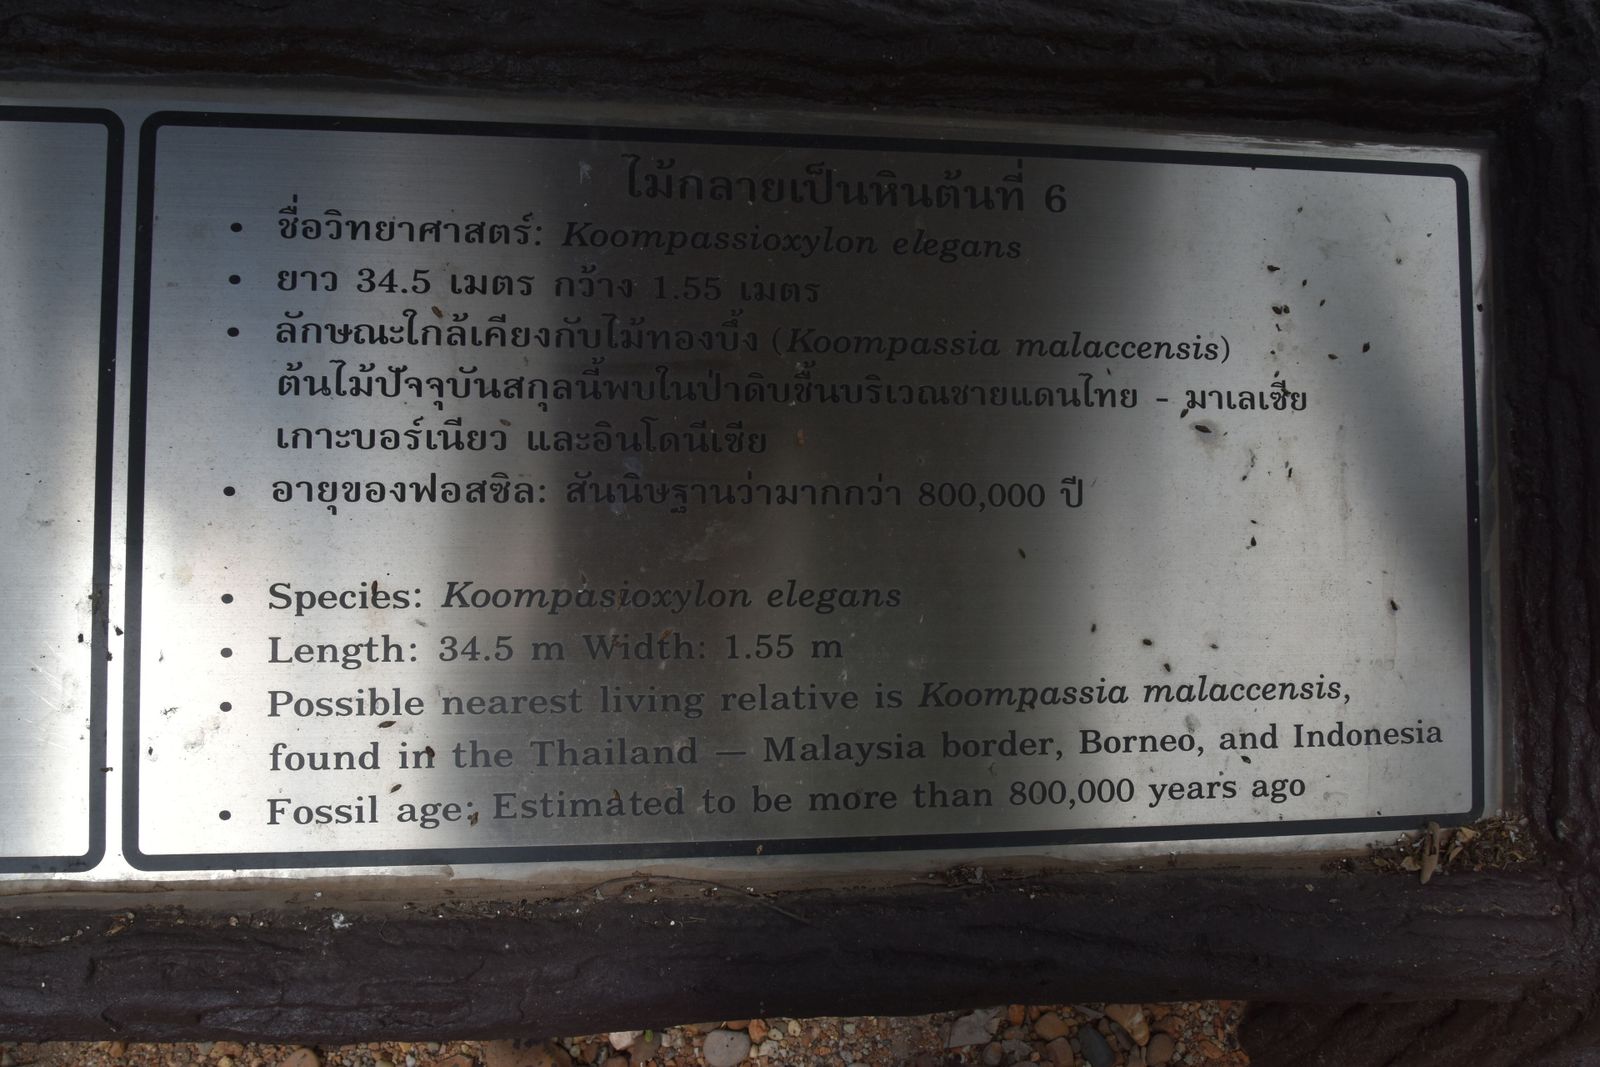 ไม้กลายเป็นหินต้นที่ 6
• ชื่อวิทยาศาสตร์: Koompassioxylon elegans
• ยาว 34.5 เมตร กว้าง 1.55 เมตร
• ลักษณะใกล้เคียงกับไม้ทองบึ้ง (Koompassia malaccensis)
ต้นไม้ปัจจุบันสกุลนี้พบในป่าดิบชื้นบริเวณชายแดนไทย - มาเลเซีย
เกาะบอร์เนียว และอินโดนีเซีย
• อายุของฟอสซิล: สันนิษฐานว่ามากกว่า 800,000 ปี
• Species: Koompasioxylon elegans
• Length: 34.5 m Width: 1.55 m
• Possible nearest living relative is Koompassia malaccensis,
found in the Thailand — Malaysia border, Borneo, and Indonesia
• Fossil age: Estimated to be more than 800,000 years ago